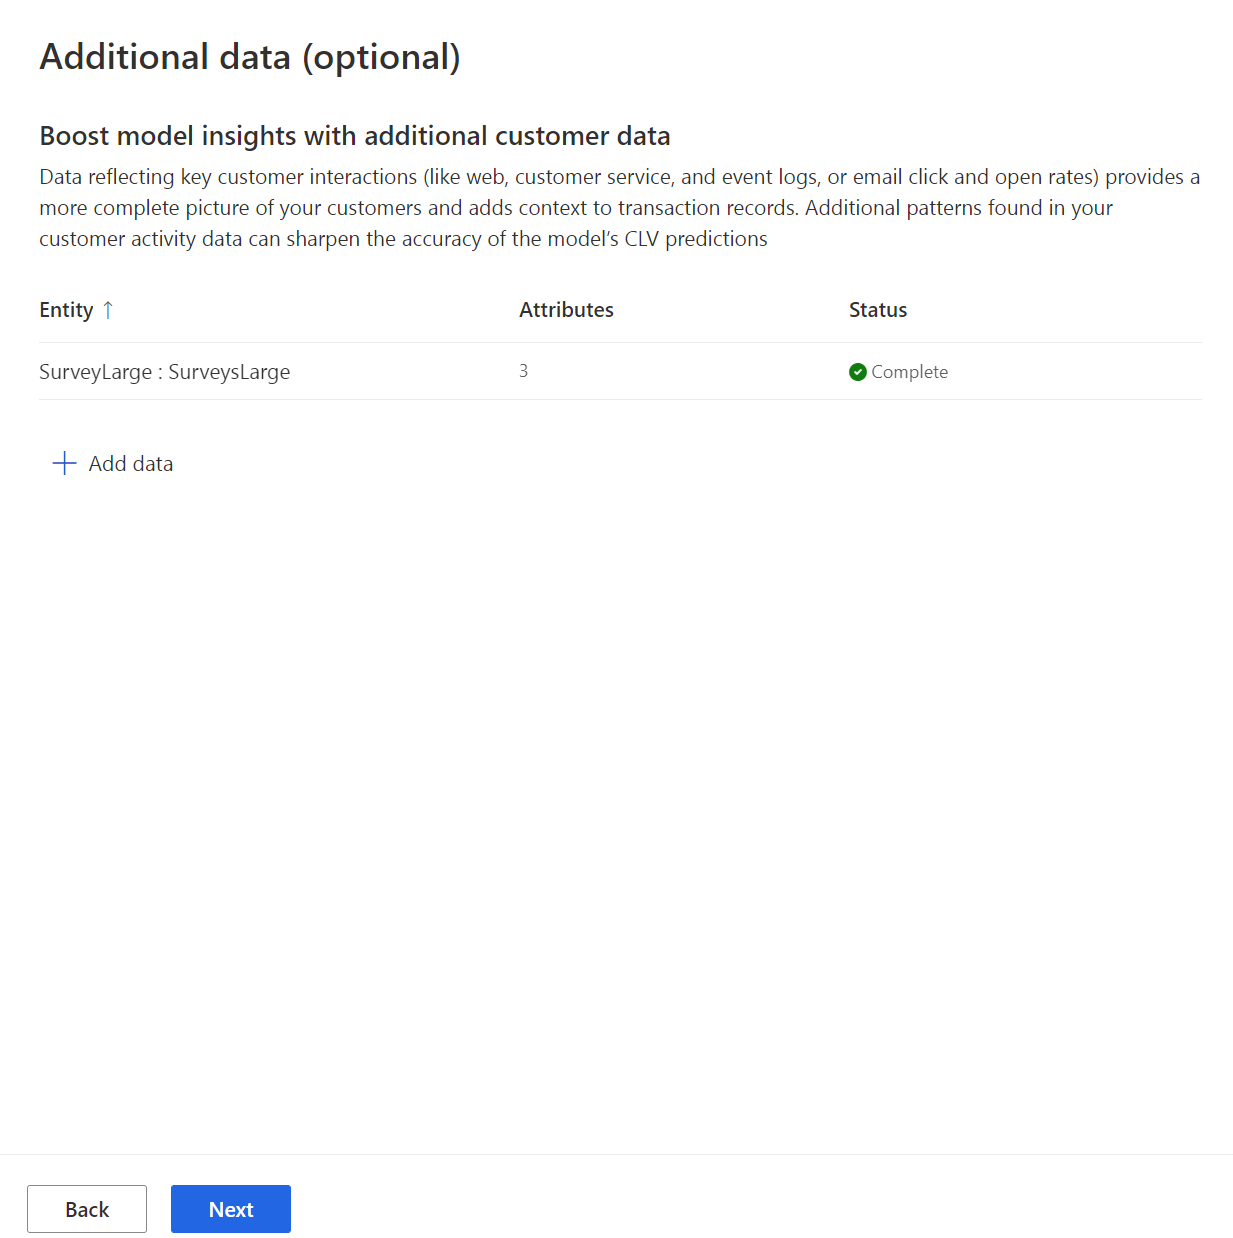 Additional data (optional)
Boost model insights with additional customer data
Data reflecting key customer interactions (like web, customer service, and event logs, or email click and open rates) provides a
more complete picture of your customers and adds context to transaction records. Additional patterns found in your
customer activity data can sharpen the accuracy of the model’s CLV predictions
Entity ↑ Attributes Status
SurveyLarge : SurveysLarge 3 Complete
Add data
Back Next